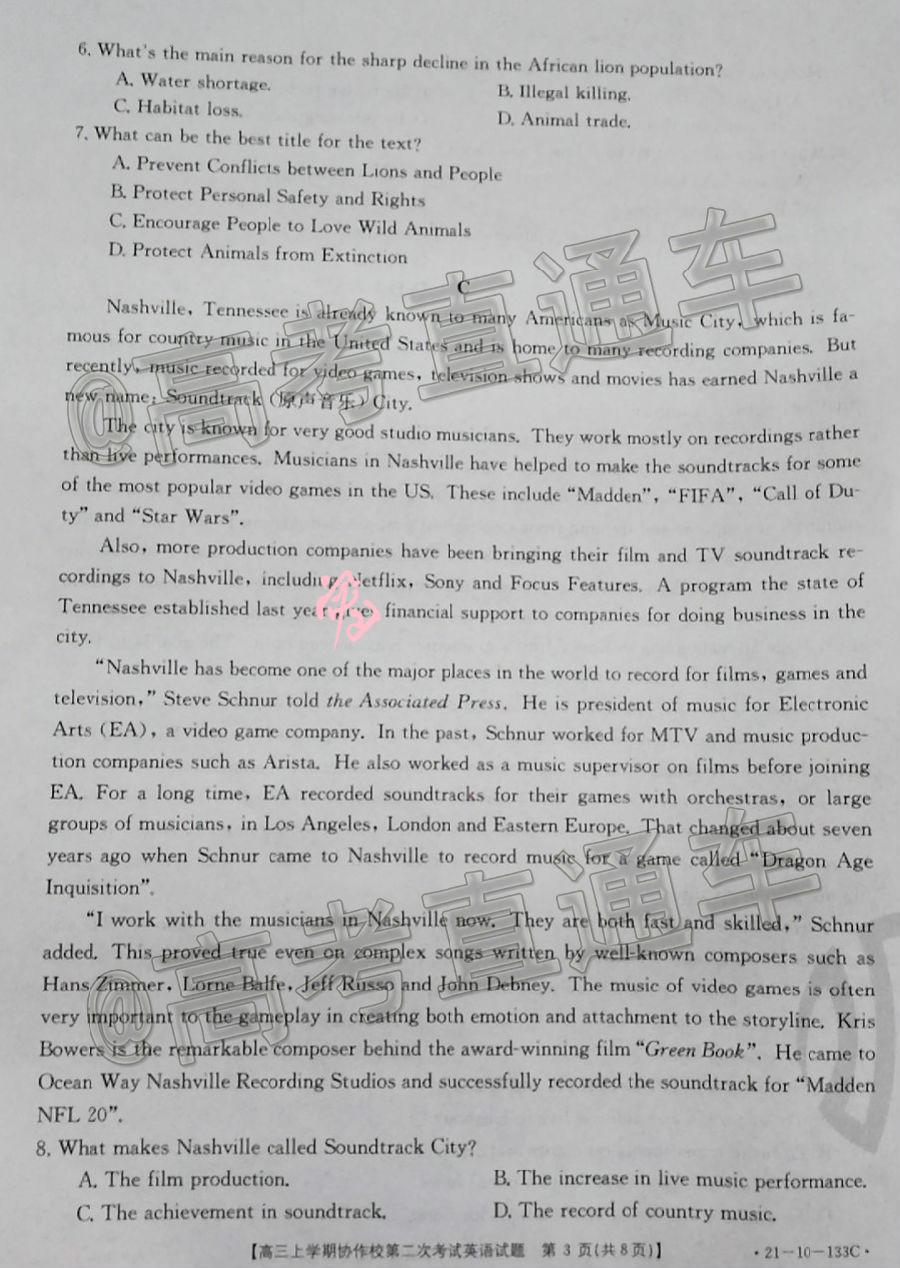 6. What's the main reason for the sharp decline in the African lion population?
A. Water shortage.
B. Illegal killing.
C. Habitat loss.
D. Animal trade.
7. What can be the best title for the text?
A. Prevent Conflicts between Lions and People
B. Protect Personal Safety and Rights
C. Encourage People to Love Wild Animals
D. Protect Animals from Extinction
C
Nashville, Tennessee is already known to many Americans as Music City, which is fa-
mous for country music in the United States and is home to many recording companies. But
recently, music recorded for video games, television shows and movies has earned Nashville a
new name: Soundtrack (原声音乐) City.
The city is known for very good studio musicians. They work mostly on recordings rather
than live performances. Musicians in Nashville have helped to make the soundtracks for some
of the most popular video games in the US. These include “Madden”, “FIFA”, “Call of Du-
ty” and “Star Wars”.
Also, more production companies have been bringing their film and TV soundtrack re-
cordings to Nashville, including Netflix, Sony and Focus Features. A program the state of
Tennessee established last year financial support to companies for doing business in the
city.
“Nashville has become one of the major places in the world to record for films, games and
television,” Steve Schnur told the Associated Press. He is president of music for Electronic
Arts (EA), a video game company. In the past, Schnur worked for MTV and music produc-
tion companies such as Arista. He also worked as a music supervisor on films before joining
EA. For a long time, EA recorded soundtracks for their games with orchestras, or large
groups of musicians, in Los Angeles, London and Eastern Europe. That changed about seven
years ago when Schnur came to Nashville to record music for a game called “Dragon Age
Inquisition”.
“I work with the musicians in Nashville now. They are both fast and skilled,” Schnur
added. This proved true even on complex songs written by well-known composers such as
Hans Zimmer, Lorne Balfe, Jeff Russo and John Debney. The music of video games is often
very important to the gameplay in creating both emotion and attachment to the storyline. Kris
Bowers is the remarkable composer behind the award-winning film “Green Book”. He came to
Ocean Way Nashville Recording Studios and successfully recorded the soundtrack for “Madden
NFL 20”.
8. What makes Nashville called Soundtrack City?
A. The film production.
B. The increase in live music performance.
C. The achievement in soundtrack.
D. The record of country music.
【高三上学期协作校第二次考试英语试题 第 3 页(共 8 页)】
·21-10-133C·
@高考直通车
@高考直通车